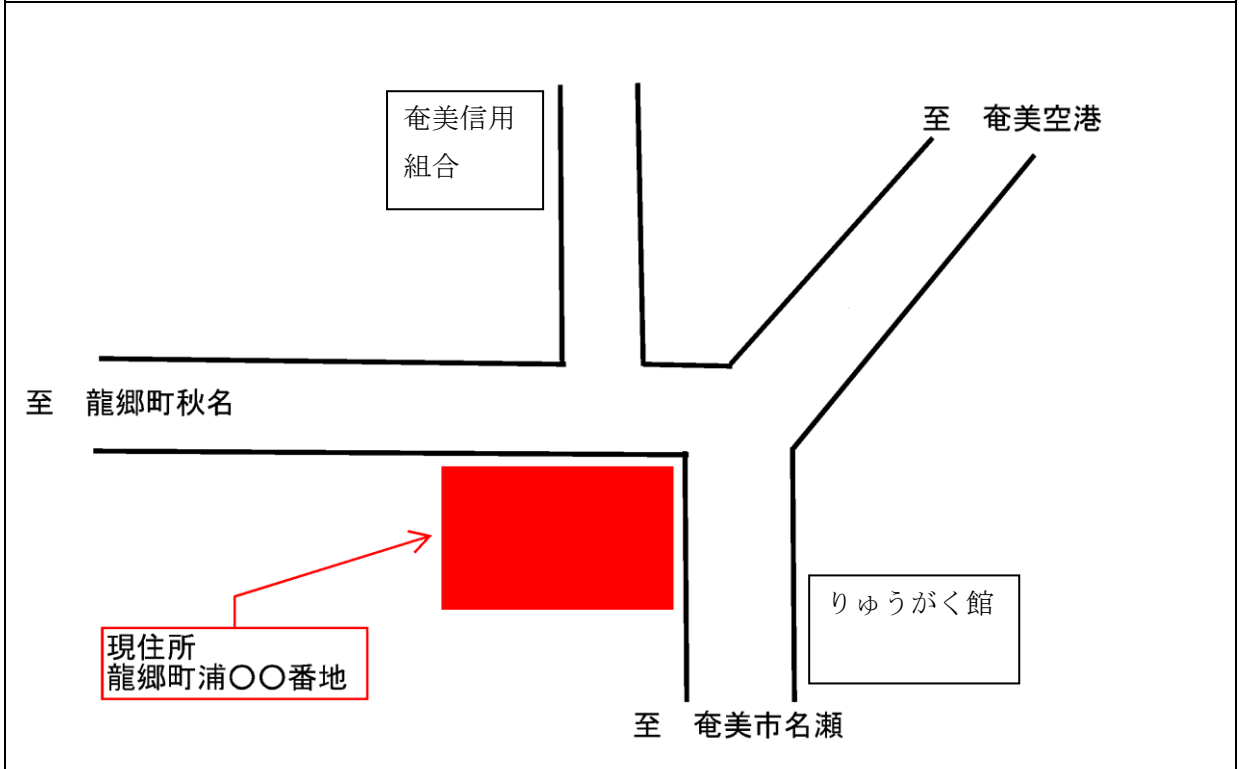 奄美信用
組合
至　奄美空港
至　龍郷町秋名
りゅうがく館
現住所
龍郷町浦〇〇番地
至　奄美市名瀬